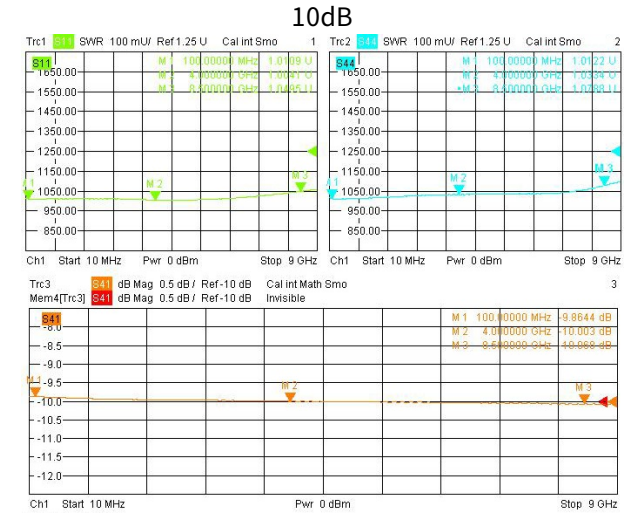 10dB
Trc1 S11 SWR 100 mU/ Ref 1.25 U Cal int Smo 1
S11
M 1 100.00000 MHz 1.0109 U
M 2 4.000000 GHz 1.0041 U
M 3 8.500000 GHz 1.0495 U
1650.00
1550.00
1450.00
1350.00
1250.00
1150.00
1050.00
950.00
850.00
M 2
M 3
Ch1 Start 10 MHz Pwr 0 dBm Stop 9 GHz
Trc2 S44 SWR 100 mU/ Ref 1.25 U Cal int Smo 2
S44
M 1 100.00000 MHz 1.0122 U
M 2 4.000000 GHz 1.0334 U
•M 3 8.500000 GHz 1.0788 U
1650.00
1550.00
1450.00
1350.00
1250.00
1150.00
1050.00
950.00
850.00
M 2
M 3
Ch1 Start 10 MHz Pwr 0 dBm Stop 9 GHz
Trc3 S41 dB Mag 0.5 dB / Ref -10 dB Cal int Math Smo 3
Mem4[Trc3] S41 dB Mag 0.5 dB / Ref -10 dB Invisible
S41
M 1 100.00000 MHz -9.8644 dB
M 2 4.000000 GHz -10.003 dB
M 3 8.500000 GHz -10.068 dB
-8.0
-8.5
-9.0
-9.5
-10.0
-10.5
-11.0
-11.5
-12.0
M 1
M 2
M 3
Ch1 Start 10 MHz Pwr 0 dBm Stop 9 GHz